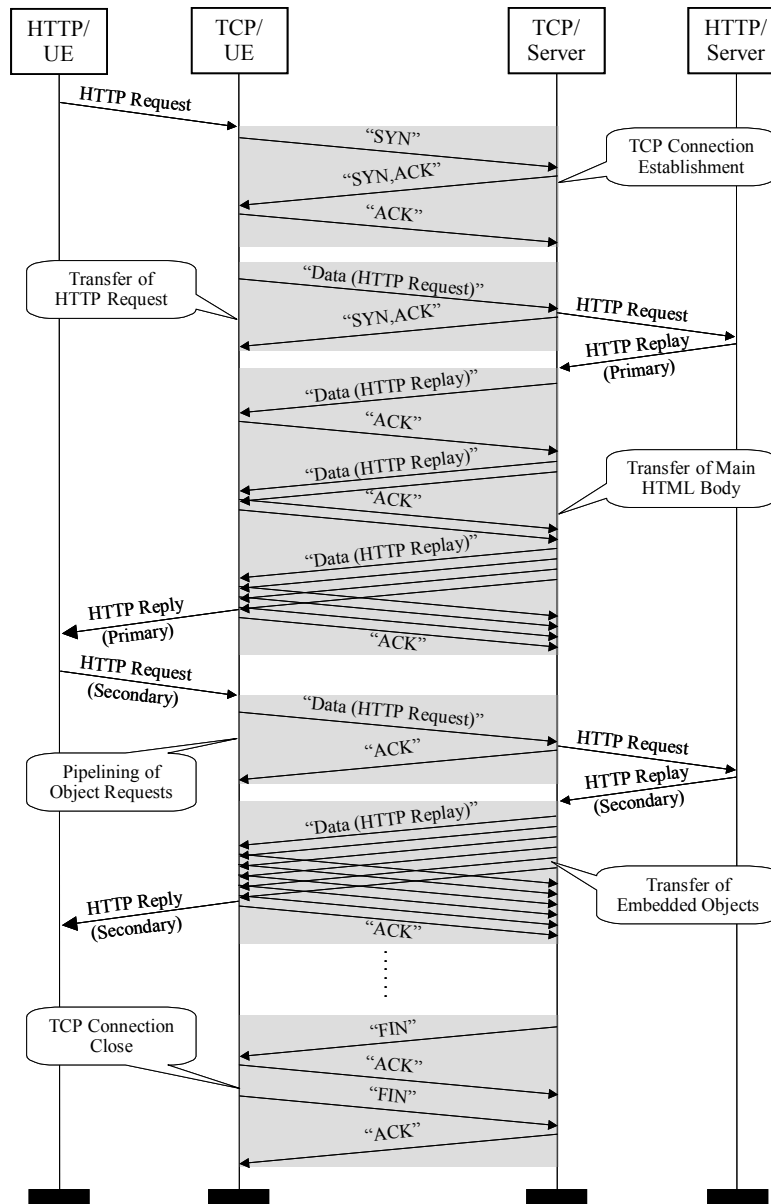 HTTP/
UE
TCP/
UE
TCP/
Server
HTTP/
Server
HTTP Request
“SYN”
TCP Connection
Establishment
“SYN,ACK”
“ACK”
Transfer of
HTTP Request
“Data (HTTP Request)”
HTTP Request
“SYN,ACK”
HTTP Replay
(Primary)
“Data (HTTP Replay)”
“ACK”
“Data (HTTP Replay)”
Transfer of Main
HTML Body
“ACK”
“Data (HTTP Replay)”
HTTP Reply
(Primary)
“ACK”
HTTP Request
(Secondary)
“Data (HTTP Request)”
HTTP Request
“ACK”
Pipelining of
Object Requests
HTTP Replay
(Secondary)
“Data (HTTP Replay)”
Transfer of
Embedded Objects
HTTP Reply
(Secondary)
“ACK”
TCP Connection
Close
“FIN”
“ACK”
“FIN”
“ACK”